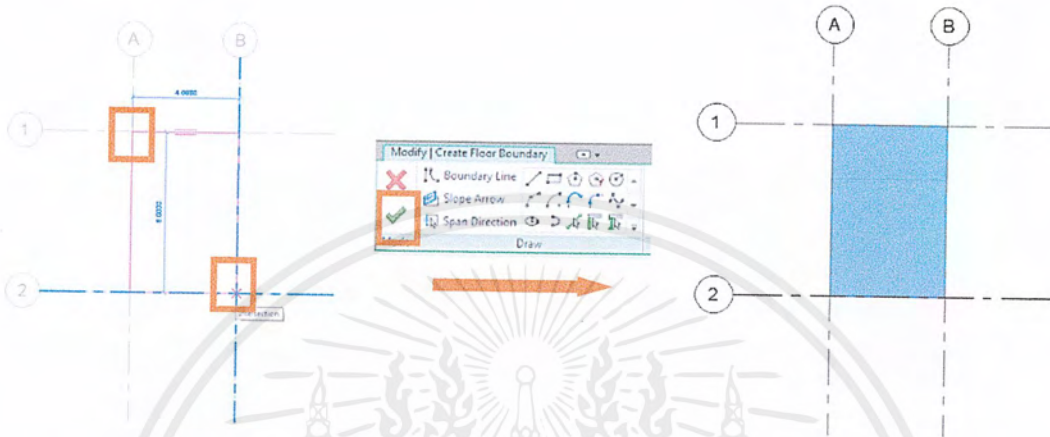 A B
4.0000
1
6.0000
2
Intersection
Modify | Create Floor Boundary
Boundary Line
Slope Arrow
Span Direction
Mode
Draw
A B
1
2